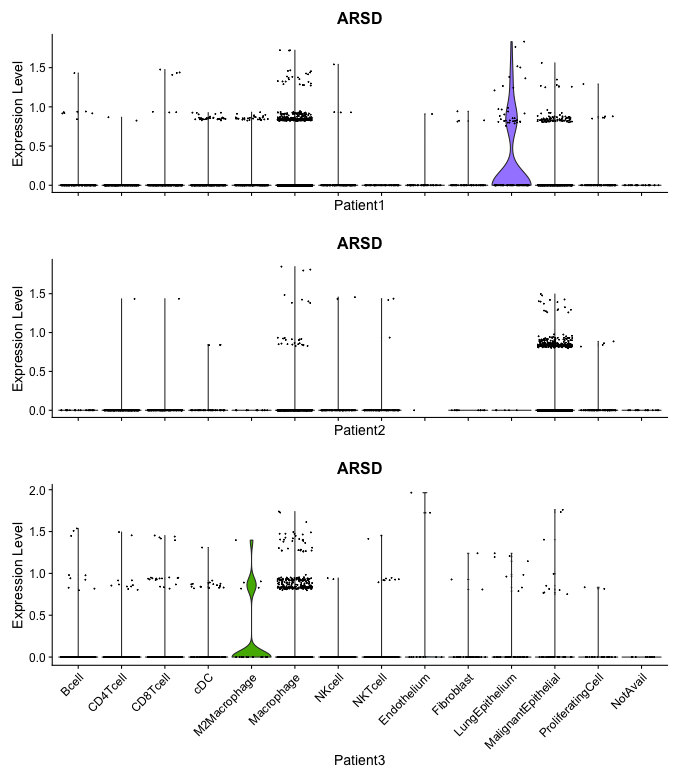 ARSD
Expression Level
1.5
1.0
0.5
0.0
Patient1
ARSD
Expression Level
1.5
1.0
0.5
0.0
Patient2
ARSD
Expression Level
2.0
1.5
1.0
0.5
0.0
Bcell
CD4Tcell
CD8Tcell
cDC
M2Macrophage
Macrophage
NKcell
NKTcell
Endothelium
Fibroblast
LungEpithelium
MalignantEpithelial
ProliferatingCell
NotAvail
Patient3